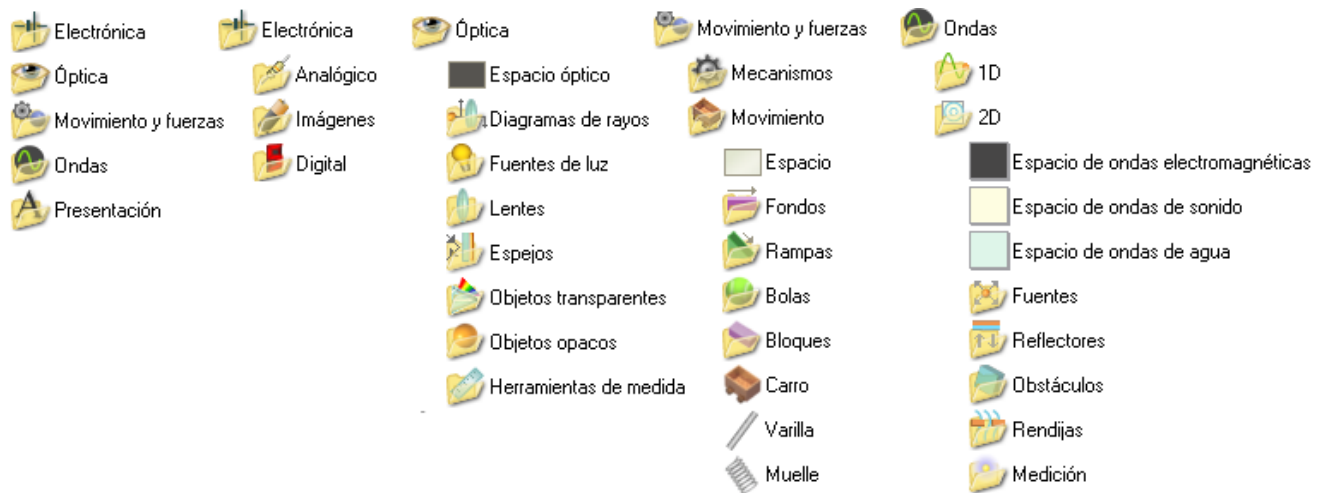 Electrónica
Óptica
Movimiento y fuerzas
Ondas
Presentación
Electrónica
Analógico
Imágenes
Digital
Óptica
Espacio óptico
Diagramas de rayos
Fuentes de luz
Lentes
Espejos
Objetos transparentes
Objetos opacos
Herramientas de medida
Movimiento y fuerzas
Mecanismos
Movimiento
Espacio
Fondos
Rampas
Bolas
Bloques
Carro
Varilla
Muelle
Ondas
1D
2D
Espacio de ondas electromagnéticas
Espacio de ondas de sonido
Espacio de ondas de agua
Fuentes
Reflectores
Obstáculos
Rendijas
Medición